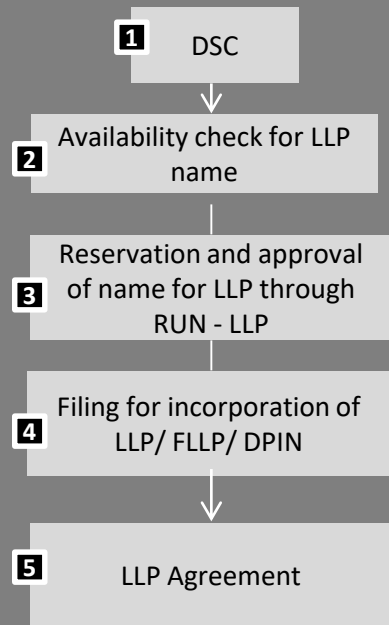 1
DSC
2
Availability check for LLP
name
3
Reservation and approval
of name for LLP through
RUN - LLP
4
Filing for incorporation of
LLP/ FLLP/ DPIN
5
LLP Agreement